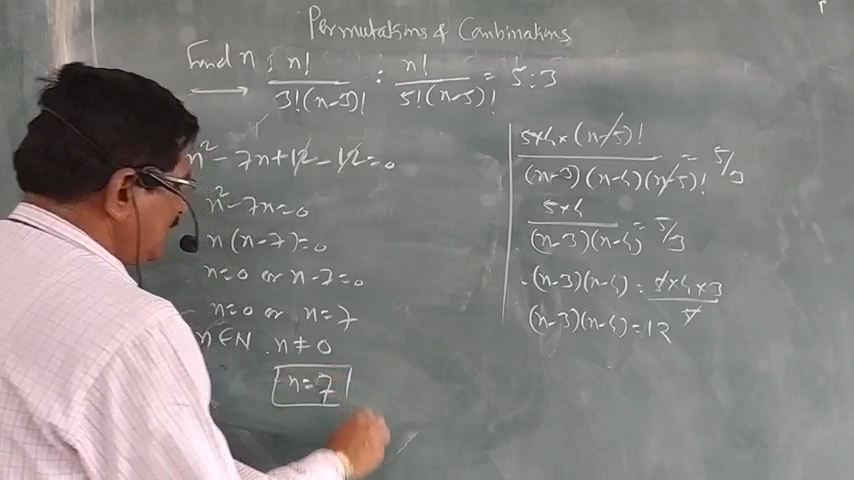 Permutations & Combinations
Find n : n!/3!(n-3)! : n!/5!(n-5)! = 5:3
n² - 7n + 12 - 12 = 0
n² - 7n = 0
n(n-7) = 0
n=0 or n-7=0
n=0 or n=7
n∈N n≠0
n=7
5×4×(n-5)!/(n-3)(n-4)(n-5)! = 5/3
5×4/(n-3)(n-4) = 5/3
(n-3)(n-4) = 5×4×3/5
(n-3)(n-4) = 12